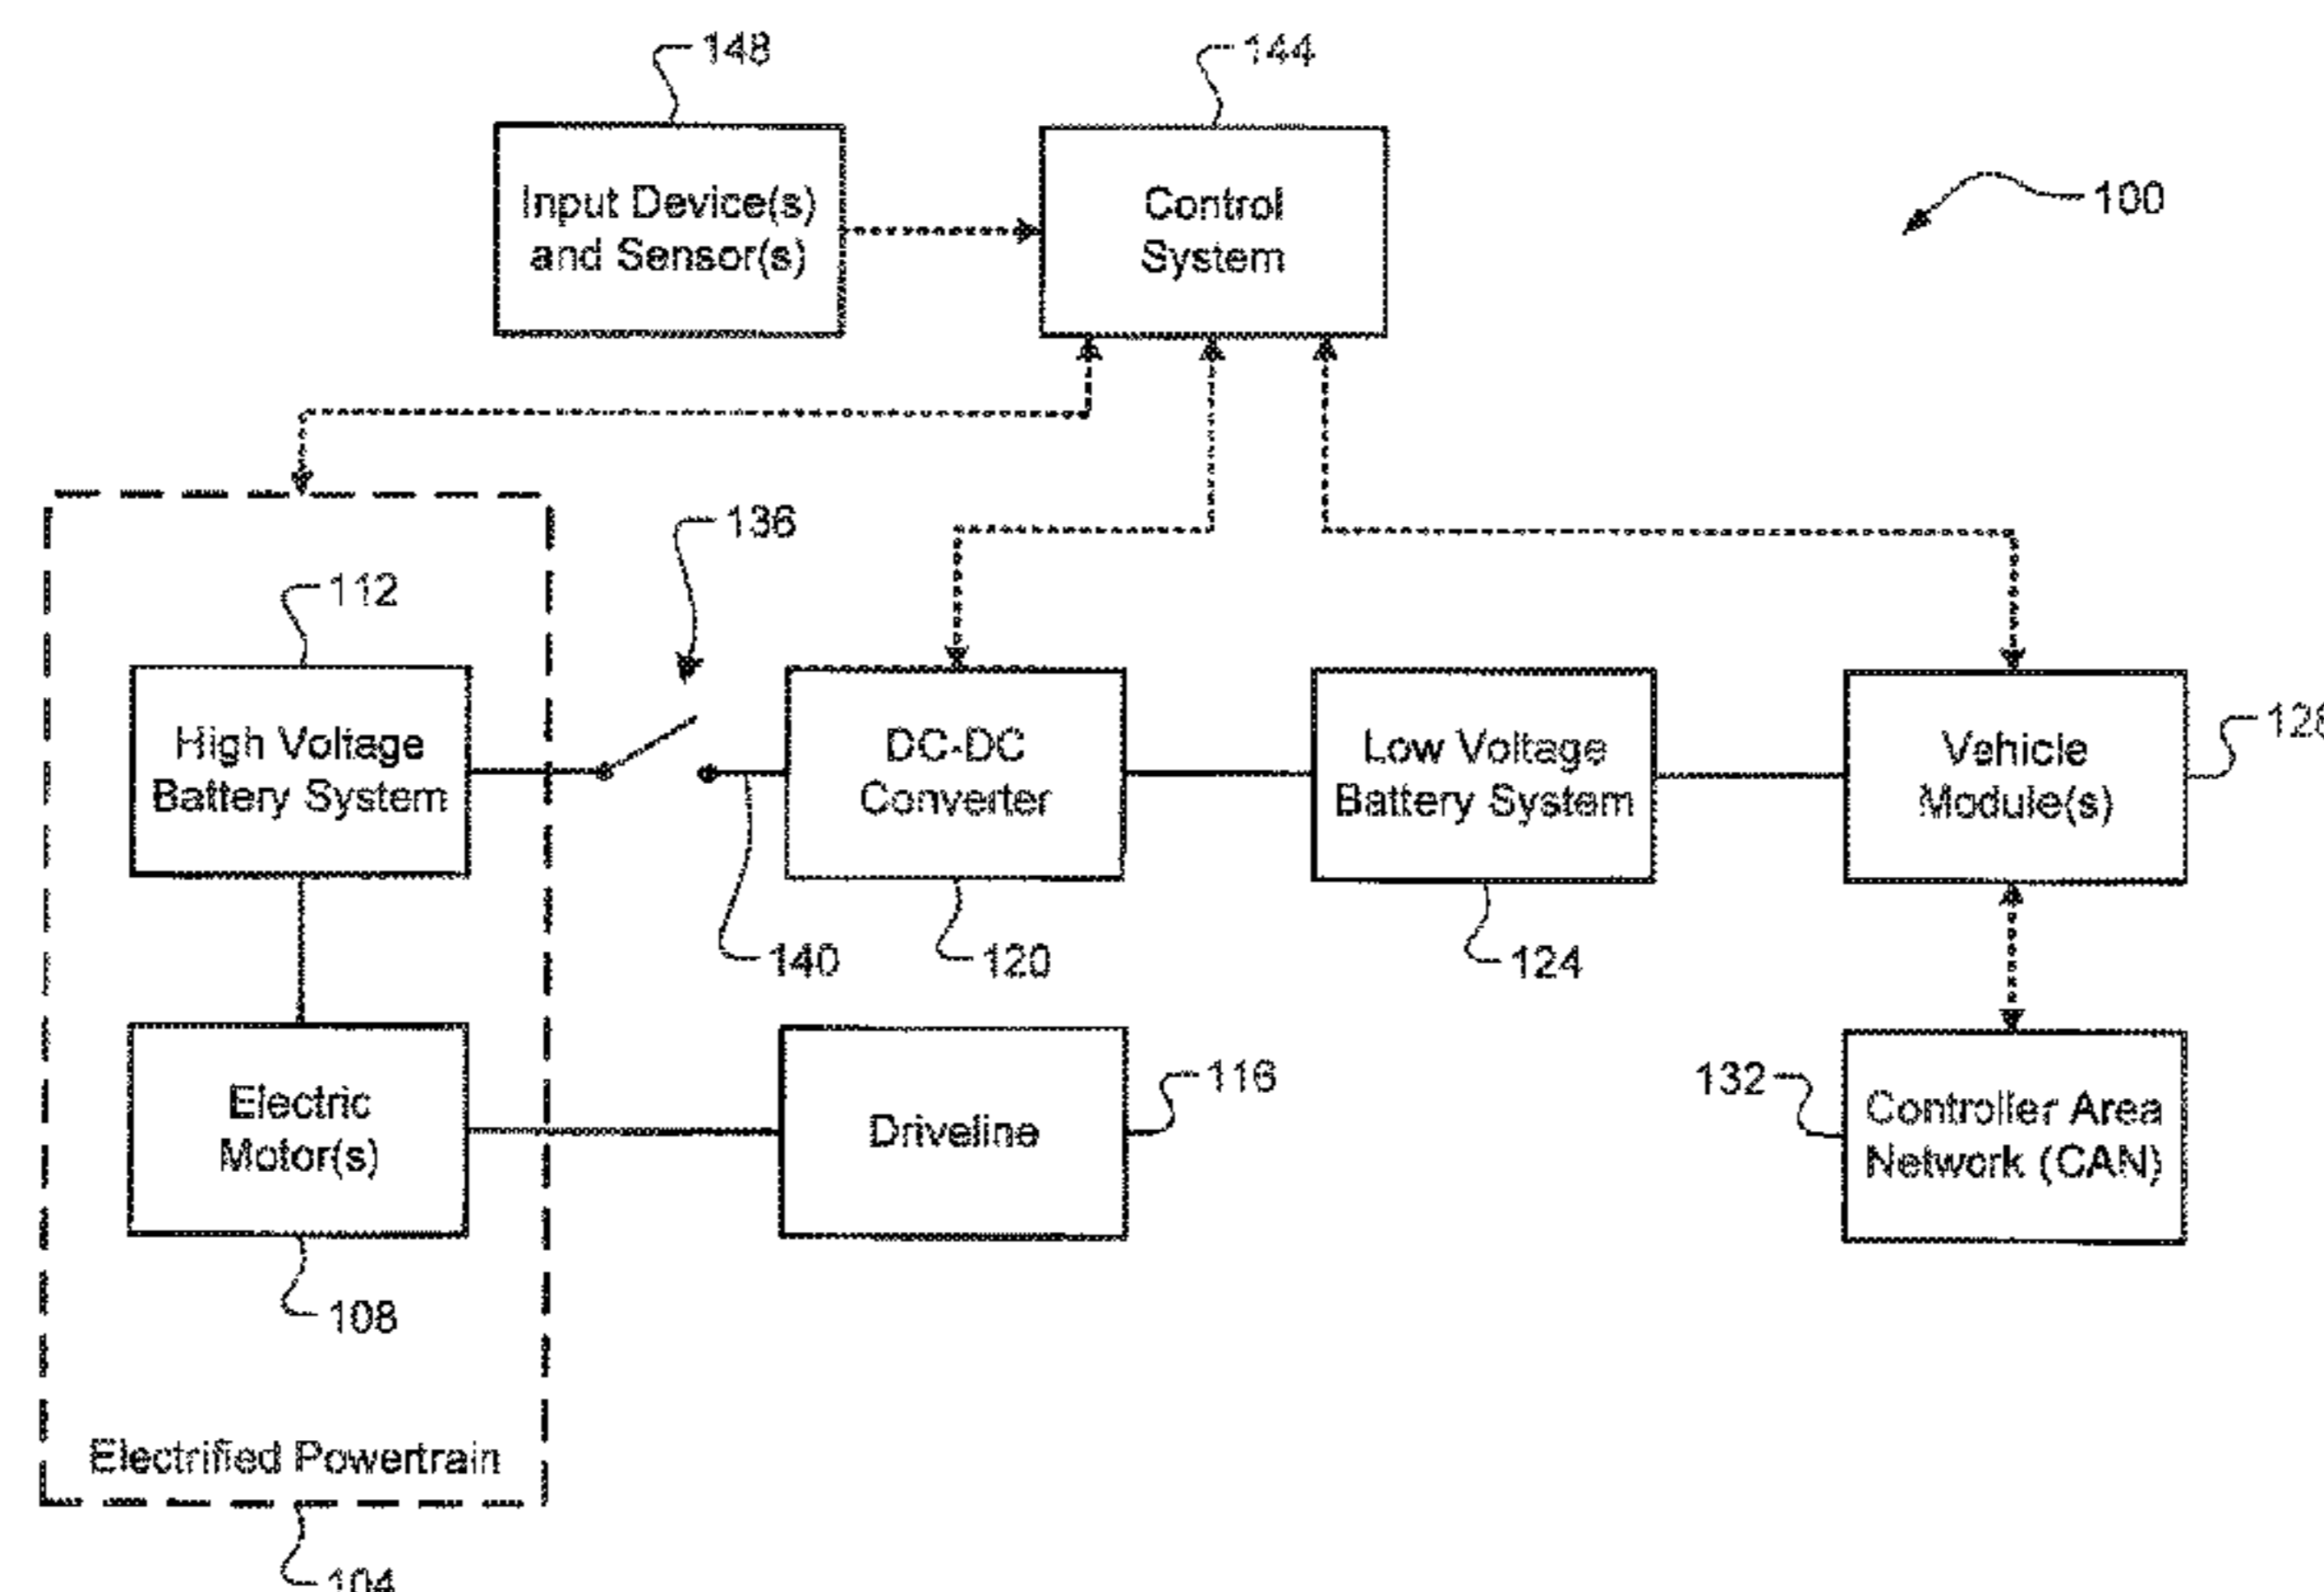 148
144
Input Device(s)
and Sensor(s)
Control
System
100
136
112
High Voltage
Battery System
DC-DC
Converter
Low Voltage
Battery System
Vehicle
Module(s)
128
140
120
124
Electric
Motor(s)
Driveline
116
132
Controller Area
Network (CAN)
108
Electrified Powertrain
104